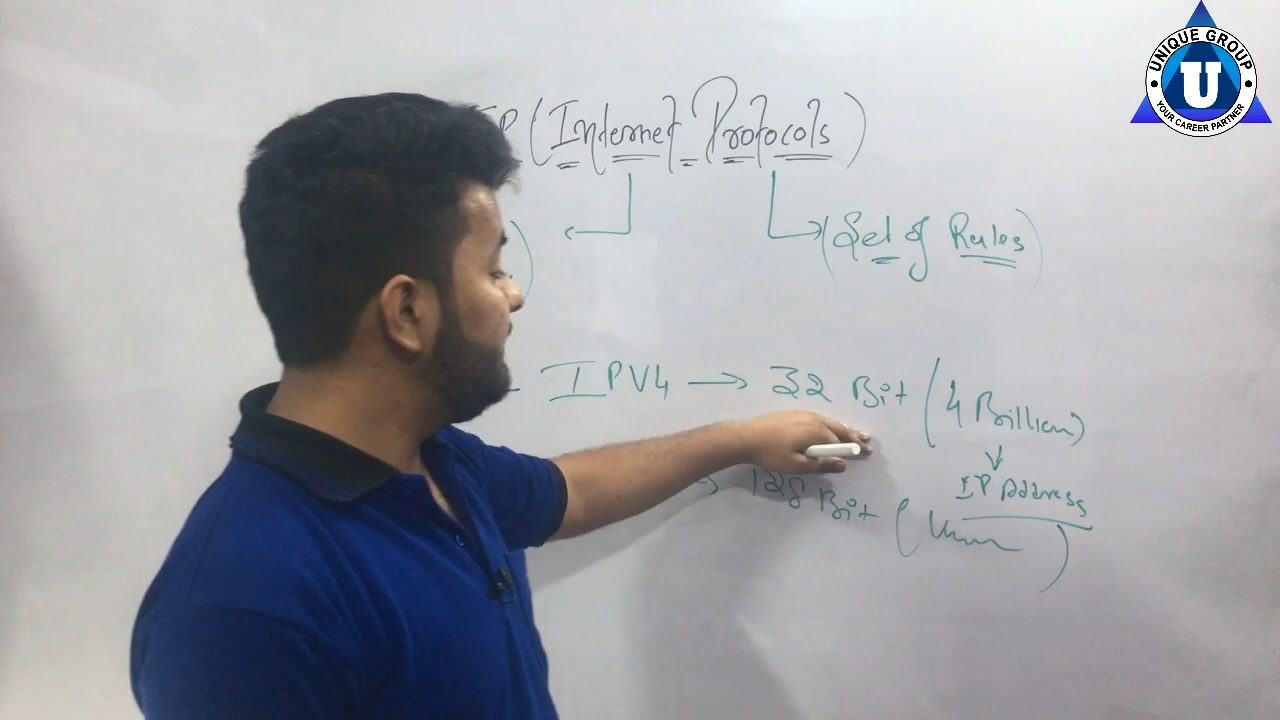 UNIQUE GROUP
U
YOUR CAREER PARTNER
IP (Internet Protocols)
(Set of Rules)
IPV4 → 32 Bit (4 Billion)
IP Address
128 Bit (